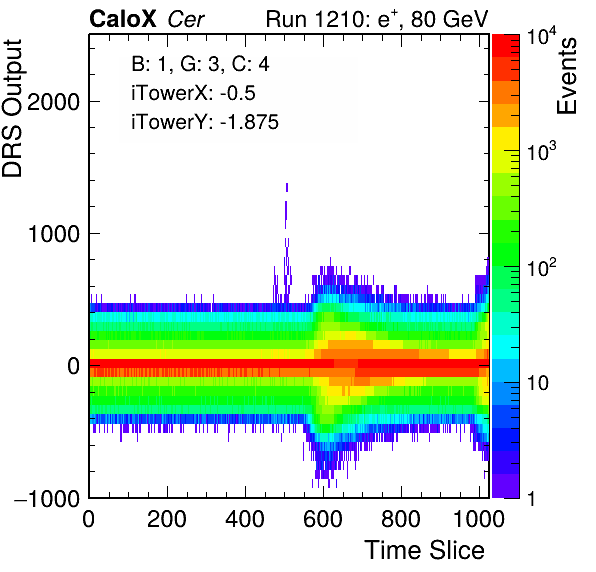 CaloX Cer Run 1210: e⁺, 80 GeV
B: 1, G: 3, C: 4
iTowerX: -0.5
iTowerY: -1.875
DRS Output
2000
1000
0
−1000
0 200 400 600 800 1000
Time Slice
Events
10⁴
10³
10²
10
1